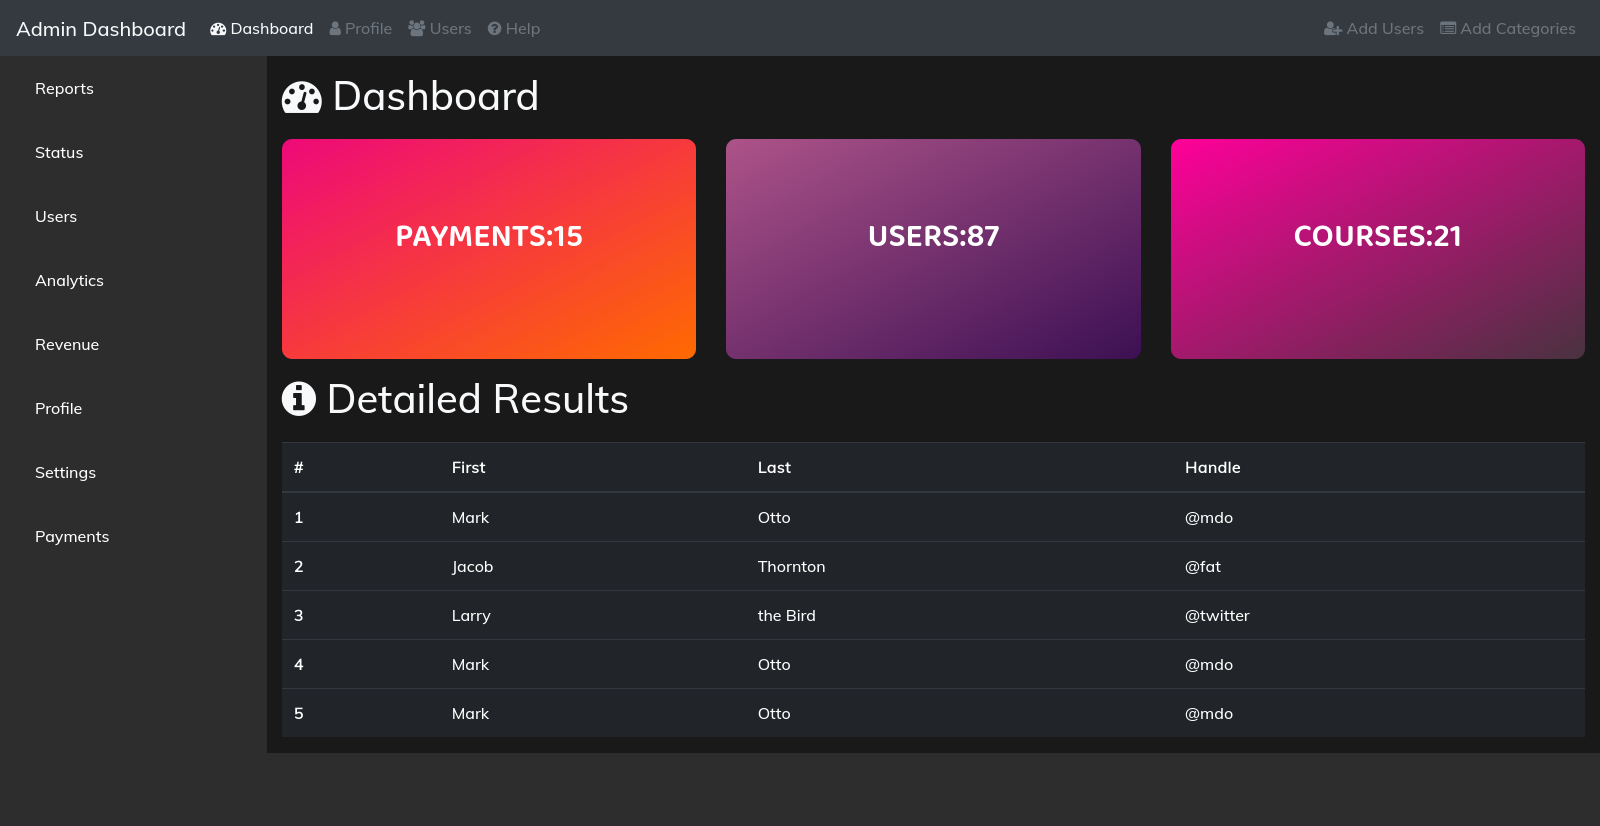 Admin Dashboard Dashboard Profile Users Help Add Users Add Categories
Reports
Status
Users
Analytics
Revenue
Profile
Settings
Payments
Dashboard
PAYMENTS:15
USERS:87
COURSES:21
Detailed Results
# First Last Handle
1 Mark Otto @mdo
2 Jacob Thornton @fat
3 Larry the Bird @twitter
4 Mark Otto @mdo
5 Mark Otto @mdo